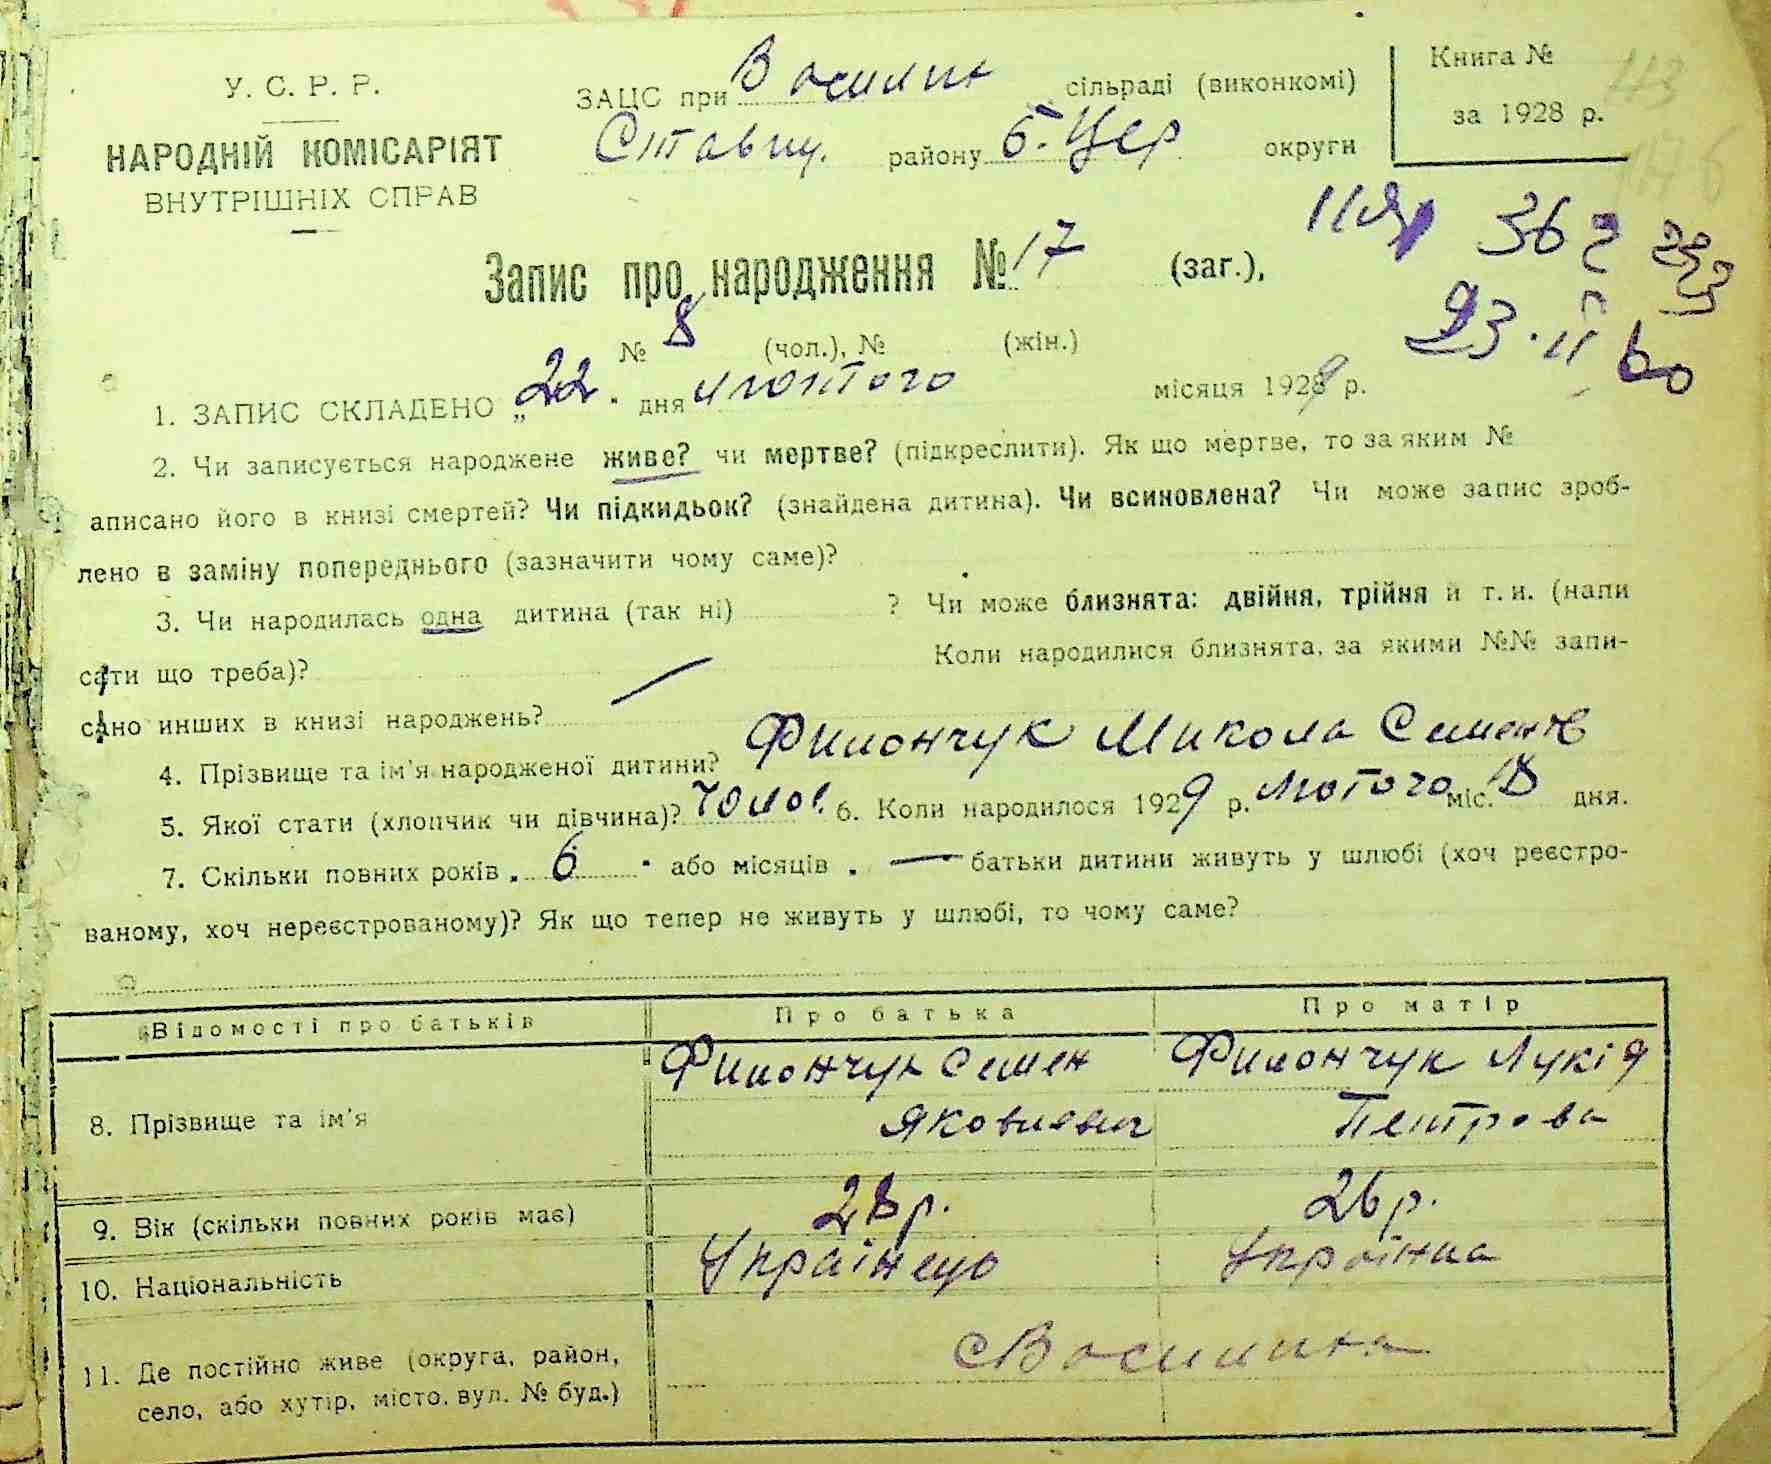 У. С. Р. Р.
НАРОДНІЙ КОМІСАРІЯТ
ВНУТРІШНІХ СПРАВ
ЗАЦС при Василиха сільраді (виконкомі)
Ставищ. району Б. Цер округи
Книга №
за 1928 р.
23. II 60
Запис про народження № 17 (заг.),
№ 8 (чол.), № (жін.)
1. ЗАПИС СКЛАДЕНО „22" дня лютого місяця 1929 р.
2. Чи записується народжене живе? чи мертве? (підкреслити). Як що мертве, то за яким №
аписано його в книзі смертей? Чи підкидьок? (знайдена дитина). Чи всиновлена? Чи може запис зроб-
лено в заміну попереднього (зазначити чому саме)?
3. Чи народилась одна дитина (так ні) ? Чи може близнята: двійня, трійня й т. и. (напи
сати що треба)? Коли народилися близнята, за якими №№ запи-
сано инших в книзі народжень? —
4. Прізвище та ім'я народженої дитини? Филончук Микола Семенів
5. Якої стати (хлопчик чи дівчина)? чолов. 6. Коли народилося 1929 р. лютого міс. 18 дня.
7. Скільки повних років „6" або місяців „ — батьки дитини живуть у шлюбі (хоч реєстро-
ваному, хоч нереєстрованому)? Як що тепер не живуть у шлюбі, то чому саме?
Відомості про батьків Про батька Про матір
8. Прізвище та ім'я Филончук Семен Яковлевич Филончук Лукія Петрова
9. Вік (скільки повних років має) 28 р. 26 р.
10. Національність Українець Українка
11. Де постійно живе (округа, район,
село, або хутір, місто, вул. № буд.) с Василиха